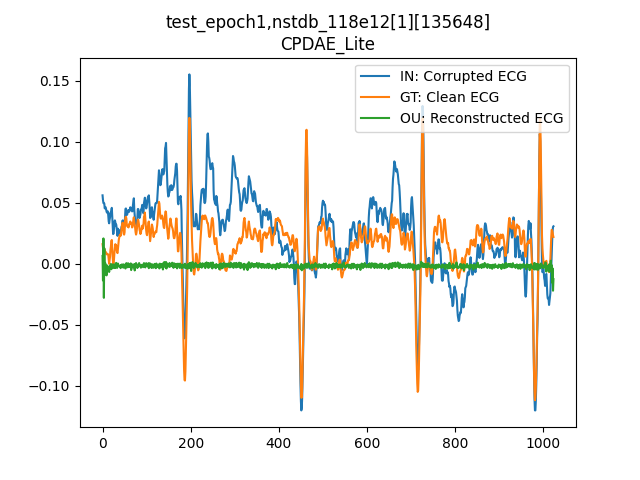 test_epoch1,nstdb_118e12[1][135648]
CPDAE_Lite
IN: Corrupted ECG
GT: Clean ECG
OU: Reconstructed ECG
0.15
0.10
0.05
0.00
−0.05
−0.10
0 200 400 600 800 1000